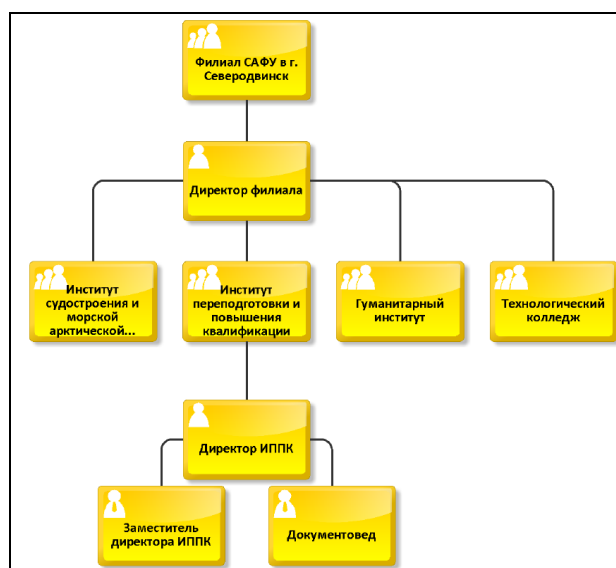 Филиал САФУ в г.
Северодвинск
Директор филиала
Институт
судостроения и
морской
арктической...
Институт
переподготовки и
повышения
квалификации
Гуманитарный
институт
Технологический
колледж
Директор ИППК
Заместитель
директора ИППК
Документовед